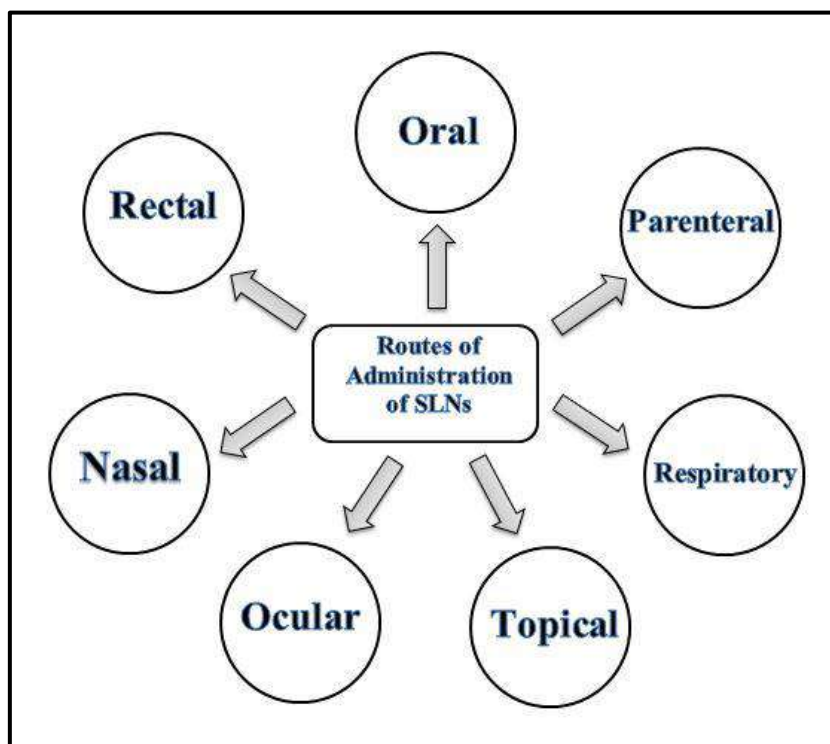 Oral
Rectal
Parenteral
Routes of
Administration
of SLNs
Nasal
Respiratory
Ocular
Topical